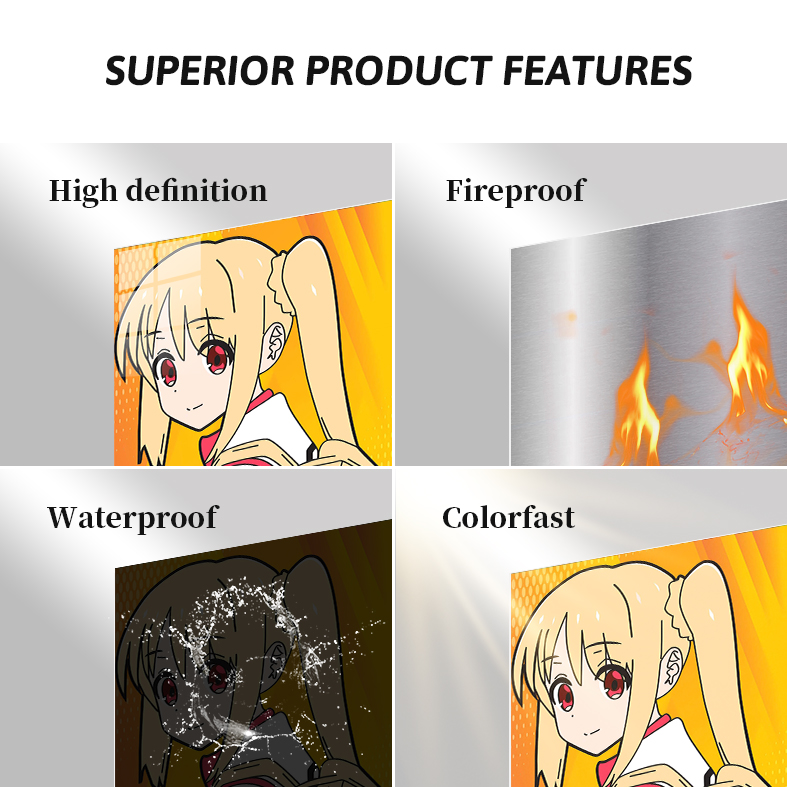 SUPERIOR PRODUCT FEATURES
High definition
Fireproof
Waterproof
Colorfast